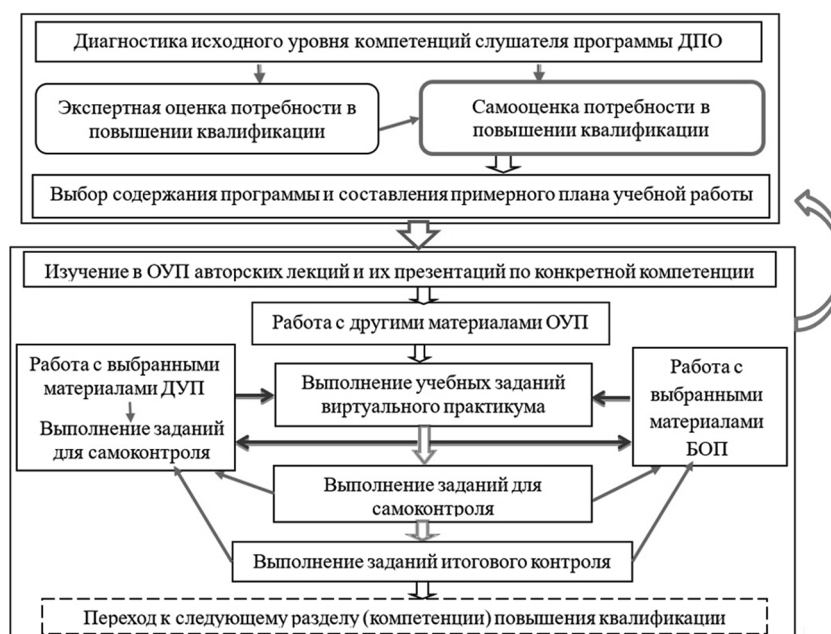 Диагностика исходного уровня компетенций слушателя программы ДПО
Экспертная оценка потребности в
повышении квалификации
Самооценка потребности в
повышении квалификации
Выбор содержания программы и составления примерного плана учебной работы
Изучение в ОУП авторских лекций и их презентаций по конкретной компетенции
Работа с другими материалами ОУП
Работа с выбранными
материалами ДУП
Выполнение заданий
для самоконтроля
Выполнение учебных заданий
виртуального практикума
Работа с
выбранными
материалами
БОП
Выполнение заданий для
самоконтроля
Выполнение заданий итогового контроля
Переход к следующему разделу (компетенции) повышения квалификации